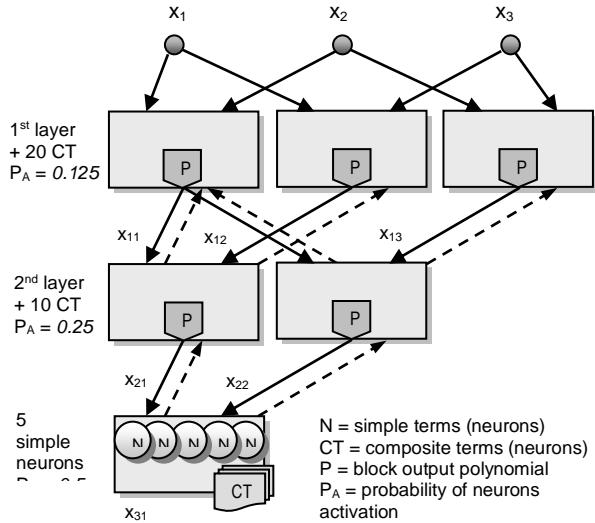 x1 x2 x3
1st layer
+ 20 CT
PA = 0.125
P P P
x11 x12 x13
2nd layer
+ 10 CT
PA = 0.25
P P
x21 x22
5
simple
neurons
N N N N N
CT
x31
N = simple terms (neurons)
CT = composite terms (neurons)
P = block output polynomial
PA = probability of neurons
activation